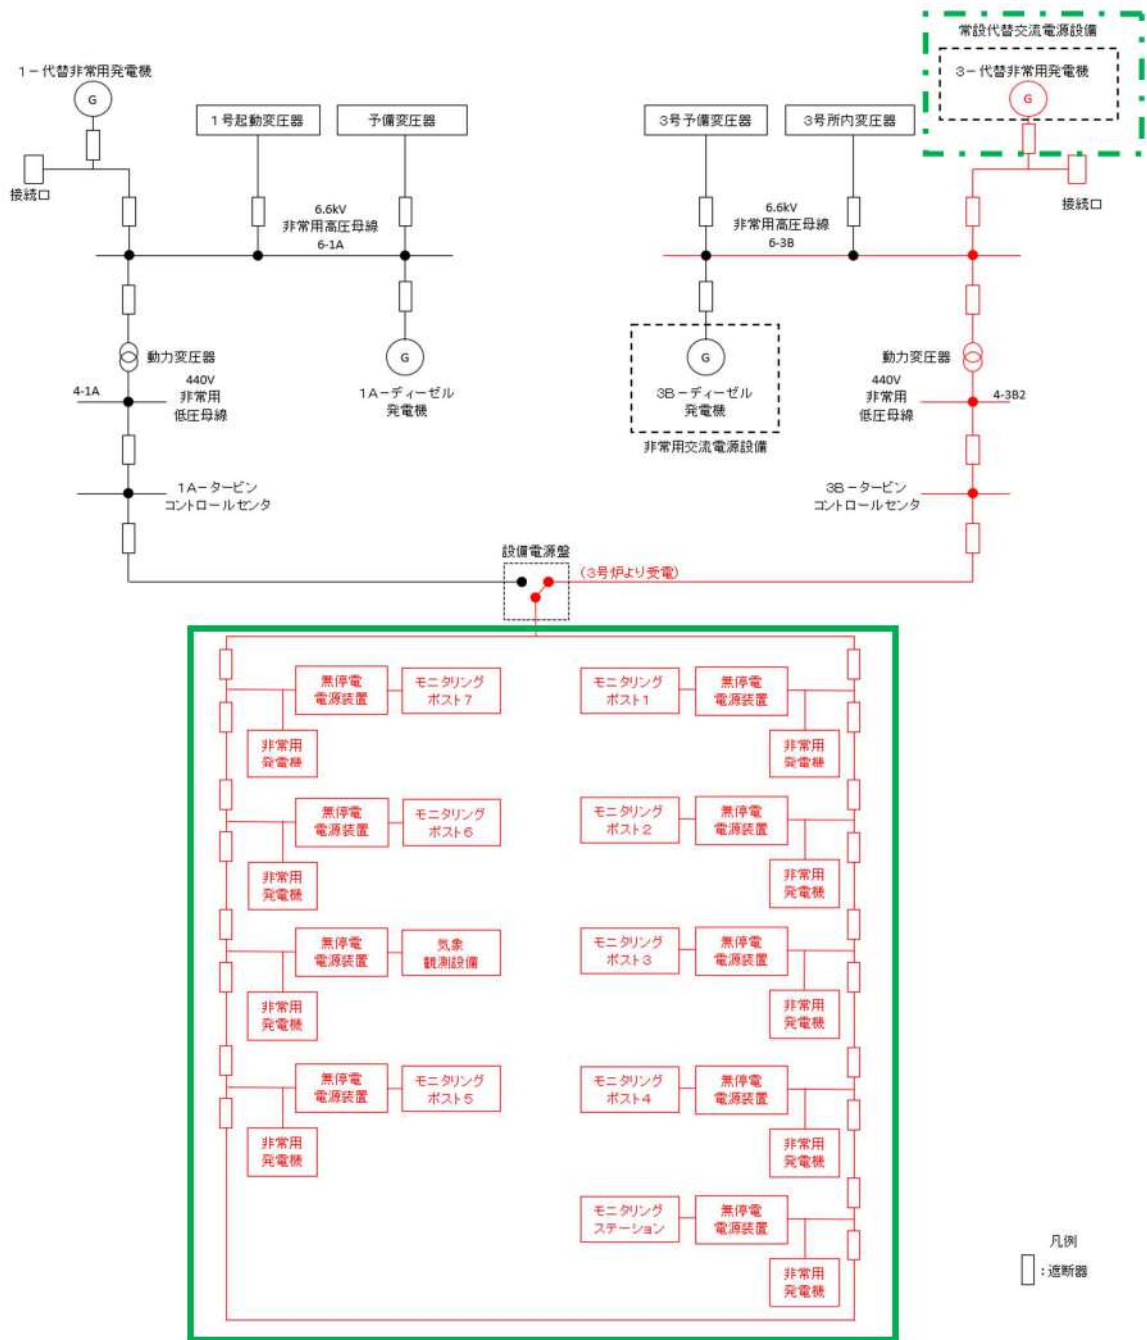 常設代替交流電源設備
1-代替非常用発電機
3-代替非常用発電機
G
G
1号起動変圧器
予備変圧器
3号予備変圧器
3号所内変圧器
接続口
接続口
6.6kV
非常用高圧母線
6-1A
6.6kV
非常用高圧母線
6-3B
動力変圧器
G
G
動力変圧器
4-1A
440V
非常用
低圧母線
1A-ディーゼル
発電機
3B-ディーゼル
発電機
440V
非常用
低圧母線
4-3B2
非常用交流電源設備
1A-タービン
コントロールセンタ
3B-タービン
コントロールセンタ
設備電源盤
(3号炉より受電)
無停電
電源装置
モニタリング
ポスト7
モニタリング
ポスト1
無停電
電源装置
非常用
発電機
非常用
発電機
無停電
電源装置
モニタリング
ポスト6
モニタリング
ポスト2
無停電
電源装置
非常用
発電機
非常用
発電機
無停電
電源装置
気象
観測設備
モニタリング
ポスト3
無停電
電源装置
非常用
発電機
非常用
発電機
無停電
電源装置
モニタリング
ポスト5
モニタリング
ポスト4
無停電
電源装置
非常用
発電機
非常用
発電機
モニタリング
ステーション
無停電
電源装置
非常用
発電機
凡例
:遮断器